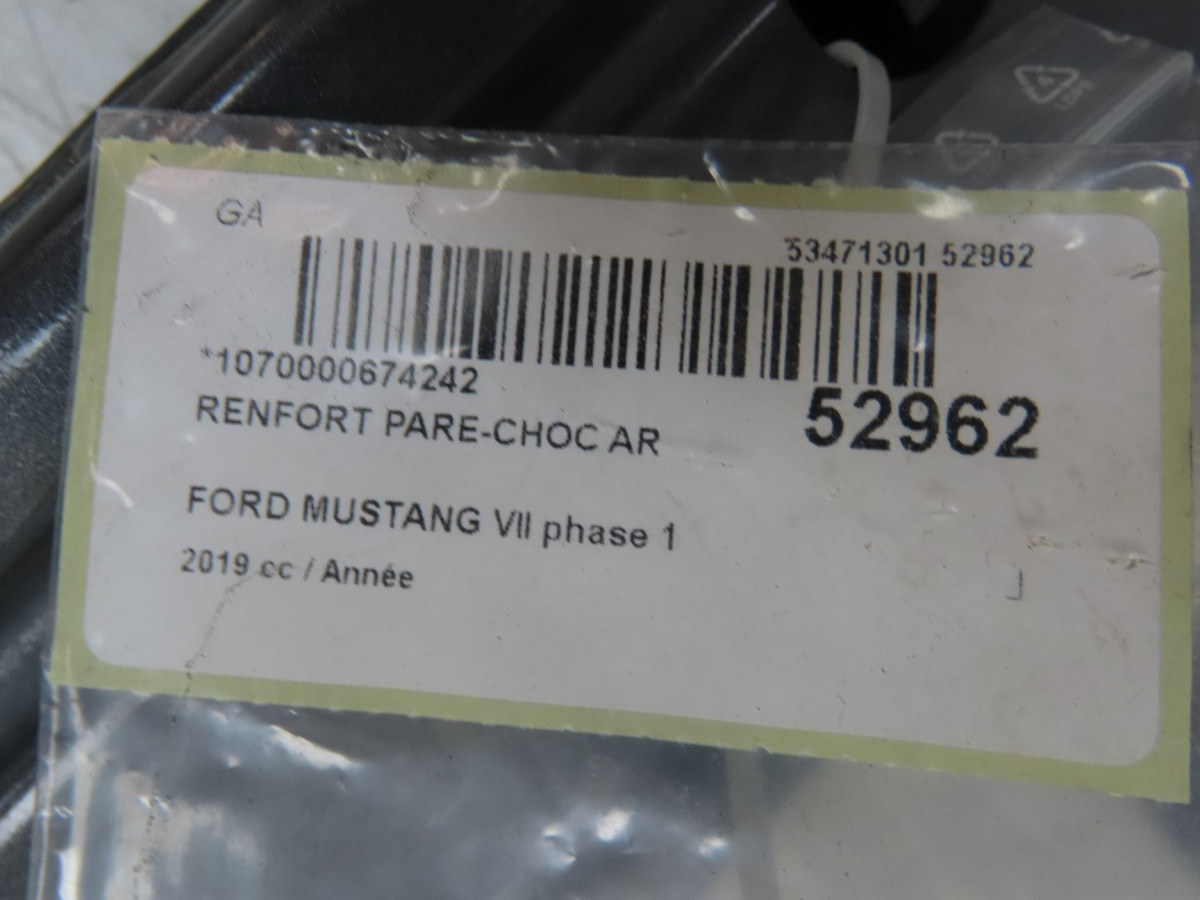 GA
53471301 52962
*1070000674242
52962
RENFORT PARE-CHOC AR
FORD MUSTANG VII phase 1
2019 cc / Année